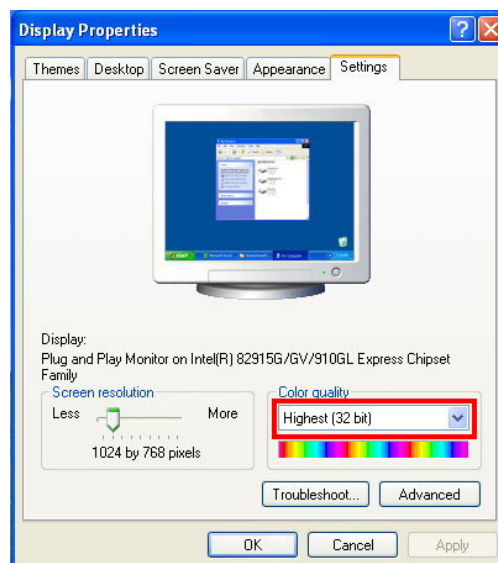 Display Properties
Themes Desktop Screen Saver Appearance Settings
Display:
Plug and Play Monitor on Intel(R) 82915G/GV/910GL Express Chipset
Family
Screen resolution
Less More
1024 by 768 pixels
Color quality
Highest (32 bit)
Troubleshoot... Advanced
OK Cancel Apply